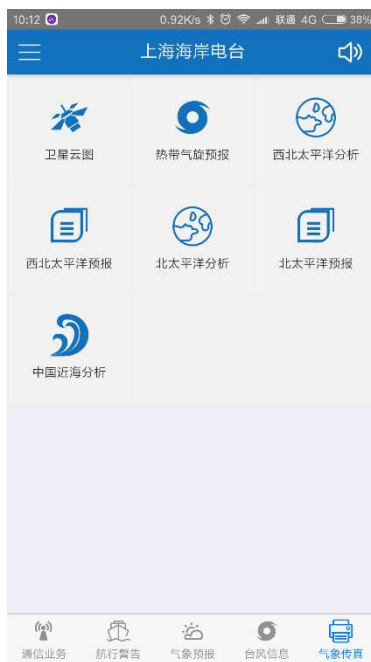 10:12 0.92K/s 联通 4G 38%
上海海岸电台
卫星云图 热带气旋预报 西北太平洋分析
西北太平洋预报 北太平洋分析 北太平洋预报
中国近海分析
通信业务 航行警告 气象预报 台风信息 气象传真